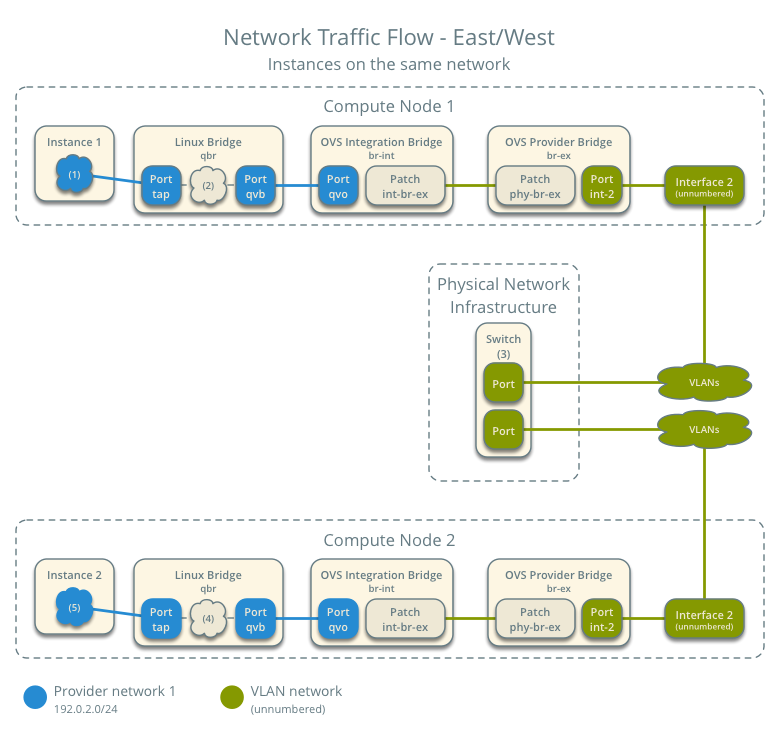 Network Traffic Flow - East/West
Instances on the same network
Compute Node 1
Instance 1
(1)
Linux Bridge
qbr
Port
tap
(2)
Port
qvb
OVS Integration Bridge
br-int
Port
qvo
Patch
int-br-ex
OVS Provider Bridge
br-ex
Patch
phy-br-ex
Port
int-2
Interface 2
(unnumbered)
Physical Network
Infrastructure
Switch
(3)
Port
VLANs
Port
VLANs
Compute Node 2
Instance 2
(5)
Linux Bridge
qbr
Port
tap
(4)
Port
qvb
OVS Integration Bridge
br-int
Port
qvo
Patch
int-br-ex
OVS Provider Bridge
br-ex
Patch
phy-br-ex
Port
int-2
Interface 2
(unnumbered)
Provider network 1
192.0.2.0/24
VLAN network
(unnumbered)